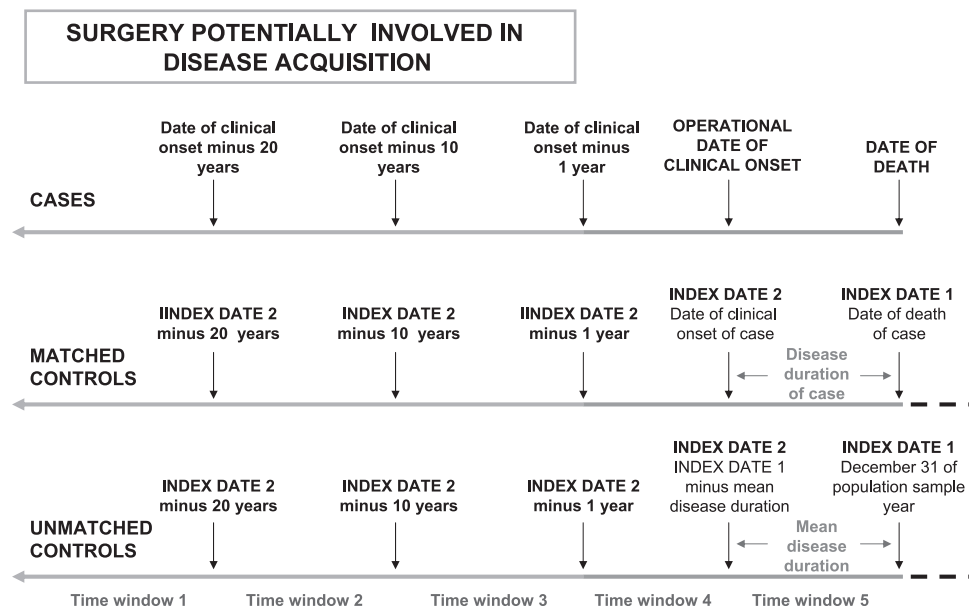 SURGERY POTENTIALLY INVOLVED IN
DISEASE ACQUISITION
Date of clinical
onset minus 20
years
Date of clinical
onset minus 10
years
Date of clinical
onset minus
1 year
OPERATIONAL
DATE OF
CLINICAL ONSET
DATE OF
DEATH
CASES
IINDEX DATE 2
minus 20 years
INDEX DATE 2
minus 10 years
IINDEX DATE 2
minus 1 year
INDEX DATE 2
Date of clinical
onset of case
INDEX DATE 1
Date of death
of case
MATCHED
CONTROLS
Disease
duration
of case
INDEX DATE 2
minus 20 years
INDEX DATE 2
minus 10 years
INDEX DATE 2
minus 1 year
INDEX DATE 2
INDEX DATE 1
minus mean
disease duration
INDEX DATE 1
December 31 of
population sample
year
UNMATCHED
CONTROLS
Mean
disease
duration
Time window 1
Time window 2
Time window 3
Time window 4
Time window 5